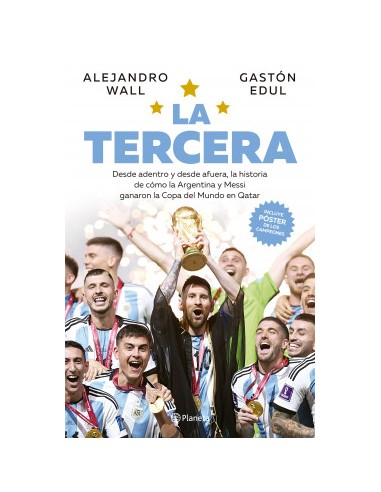 ALEJANDRO
WALL
GASTÓN
EDUL
LA
TERCERA
Desde adentro y desde afuera, la historia
de cómo la Argentina y Messi
ganaron la Copa del Mundo en Qatar
INCLUYE
PÓSTER
DE LOS
CAMPEONES
Planeta